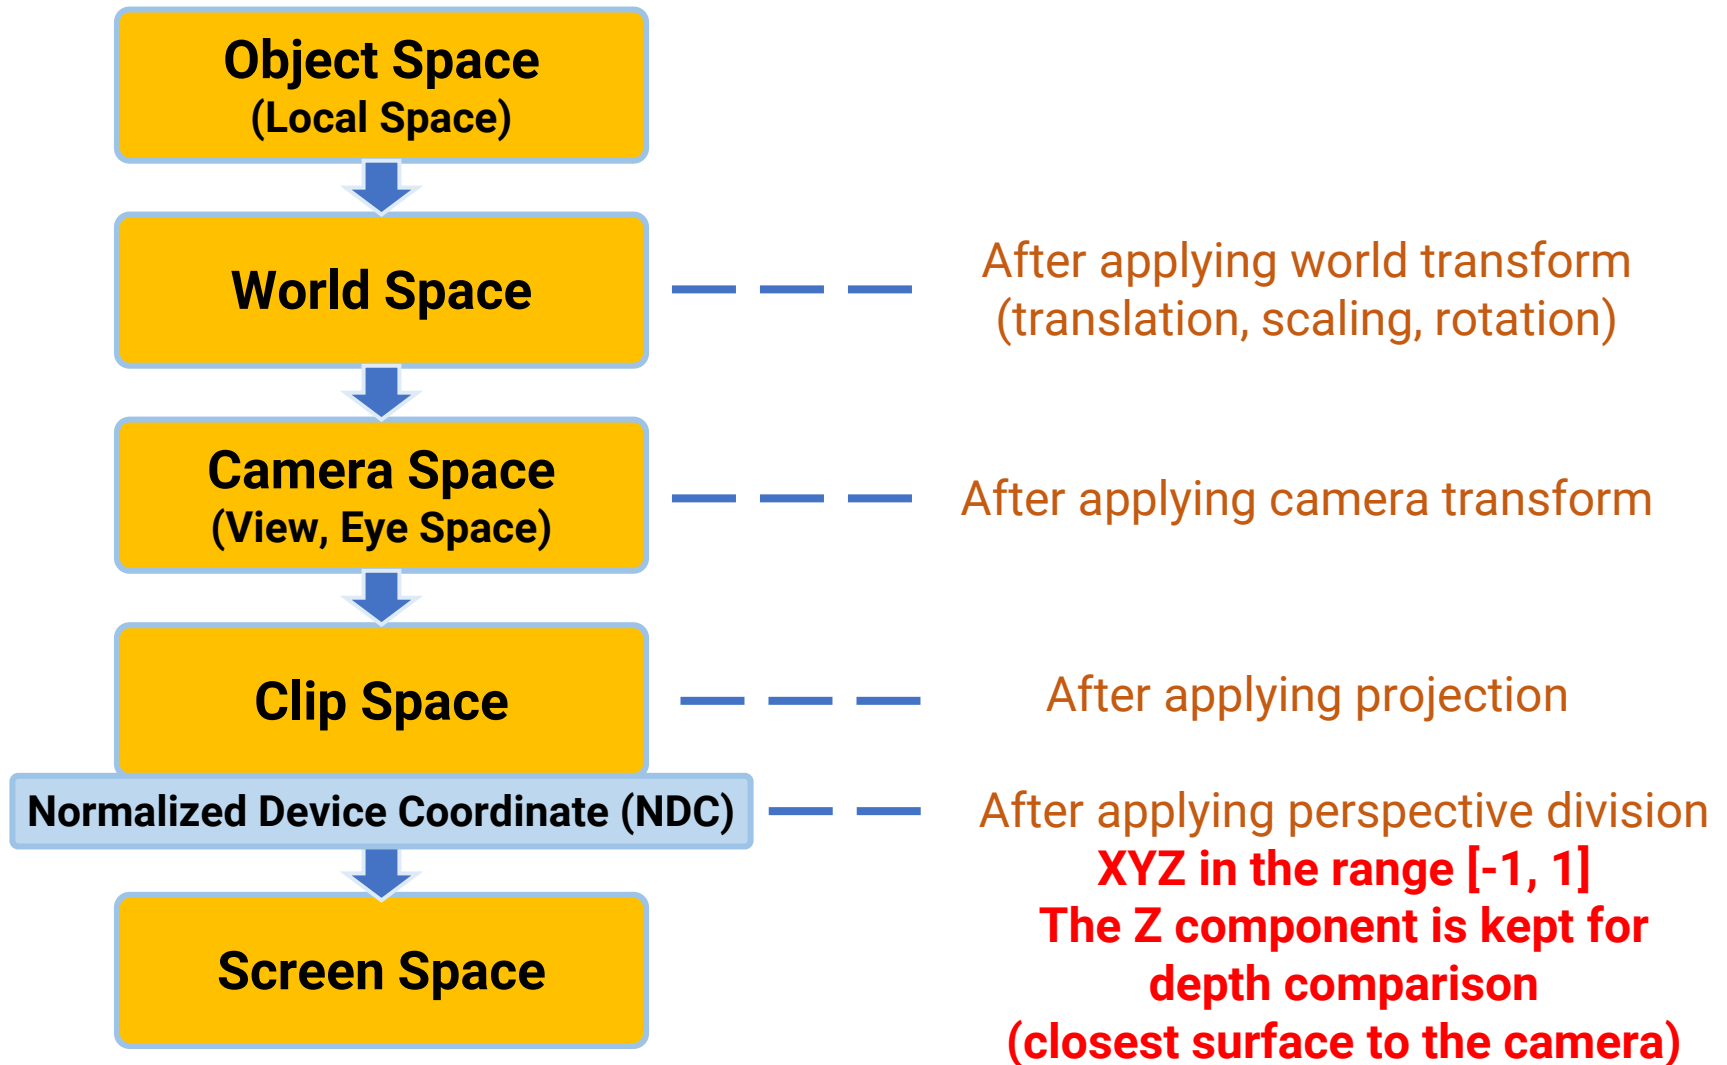 Object Space
(Local Space)
World Space
After applying world transform
(translation, scaling, rotation)
Camera Space
(View, Eye Space)
After applying camera transform
Clip Space
After applying projection
Normalized Device Coordinate (NDC)
After applying perspective division
XYZ in the range [-1, 1]
The Z component is kept for
depth comparison
(closest surface to the camera)
Screen Space